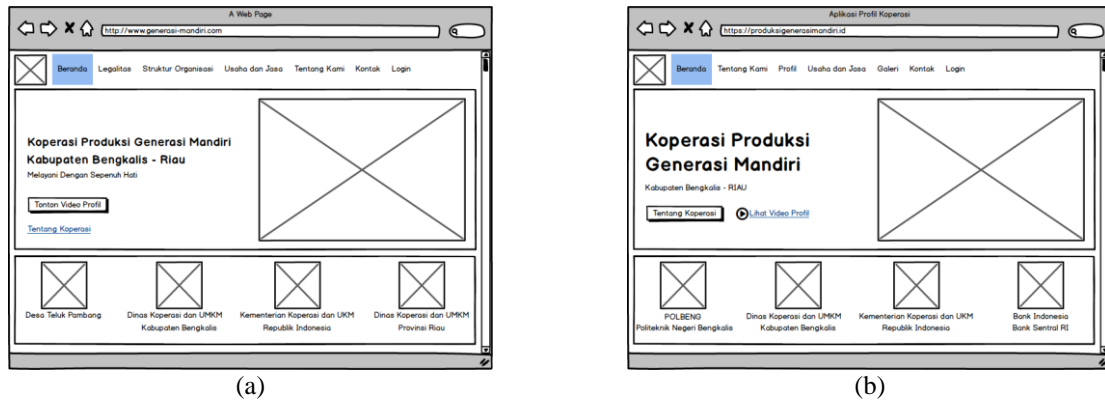 A Web Page
http://www.generasi-mandiri.com
Beranda Legalitas Struktur Organisasi Usaha dan Jasa Tentang Kami Kontak Login
Koperasi Produksi Generasi Mandiri
Kabupaten Bengkalis - Riau
Melayani Dengan Sepenuh Hati
Tonton Video Profil
Tentang Koperasi
Desa Teluk Pambang
Dinas Koperasi dan UMKM
Kabupaten Bengkalis
Kementerian Koperasi dan UKM
Republik Indonesia
Dinas Koperasi dan UMKM
Provinsi Riau
(a)
Aplikasi Profil Koperasi
https://produksigenerasimandiri.id
Beranda Tentang Kami Profil Usaha dan Jasa Galeri Kontak Login
Koperasi Produksi
Generasi Mandiri
Kabupaten Bengkalis - RIAU
Tentang Koperasi
Lihat Video Profil
POLBENG
Politeknik Negeri Bengkalis
Dinas Koperasi dan UMKM
Kabupaten Bengkalis
Kementerian Koperasi dan UKM
Republik Indonesia
Bank Indonesia
Bank Sentral RI
(b)